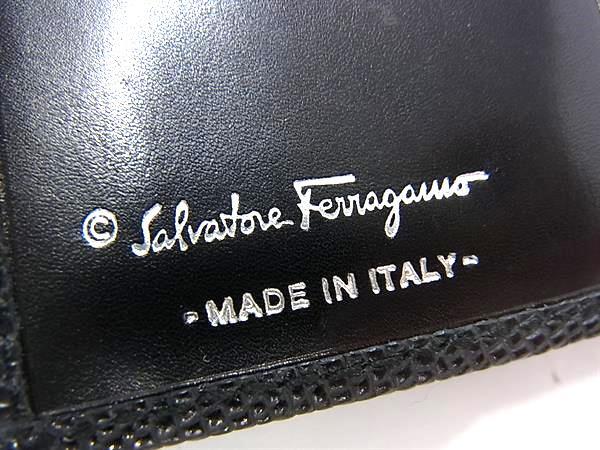 © Salvatore Ferragamo
-MADE IN ITALY-